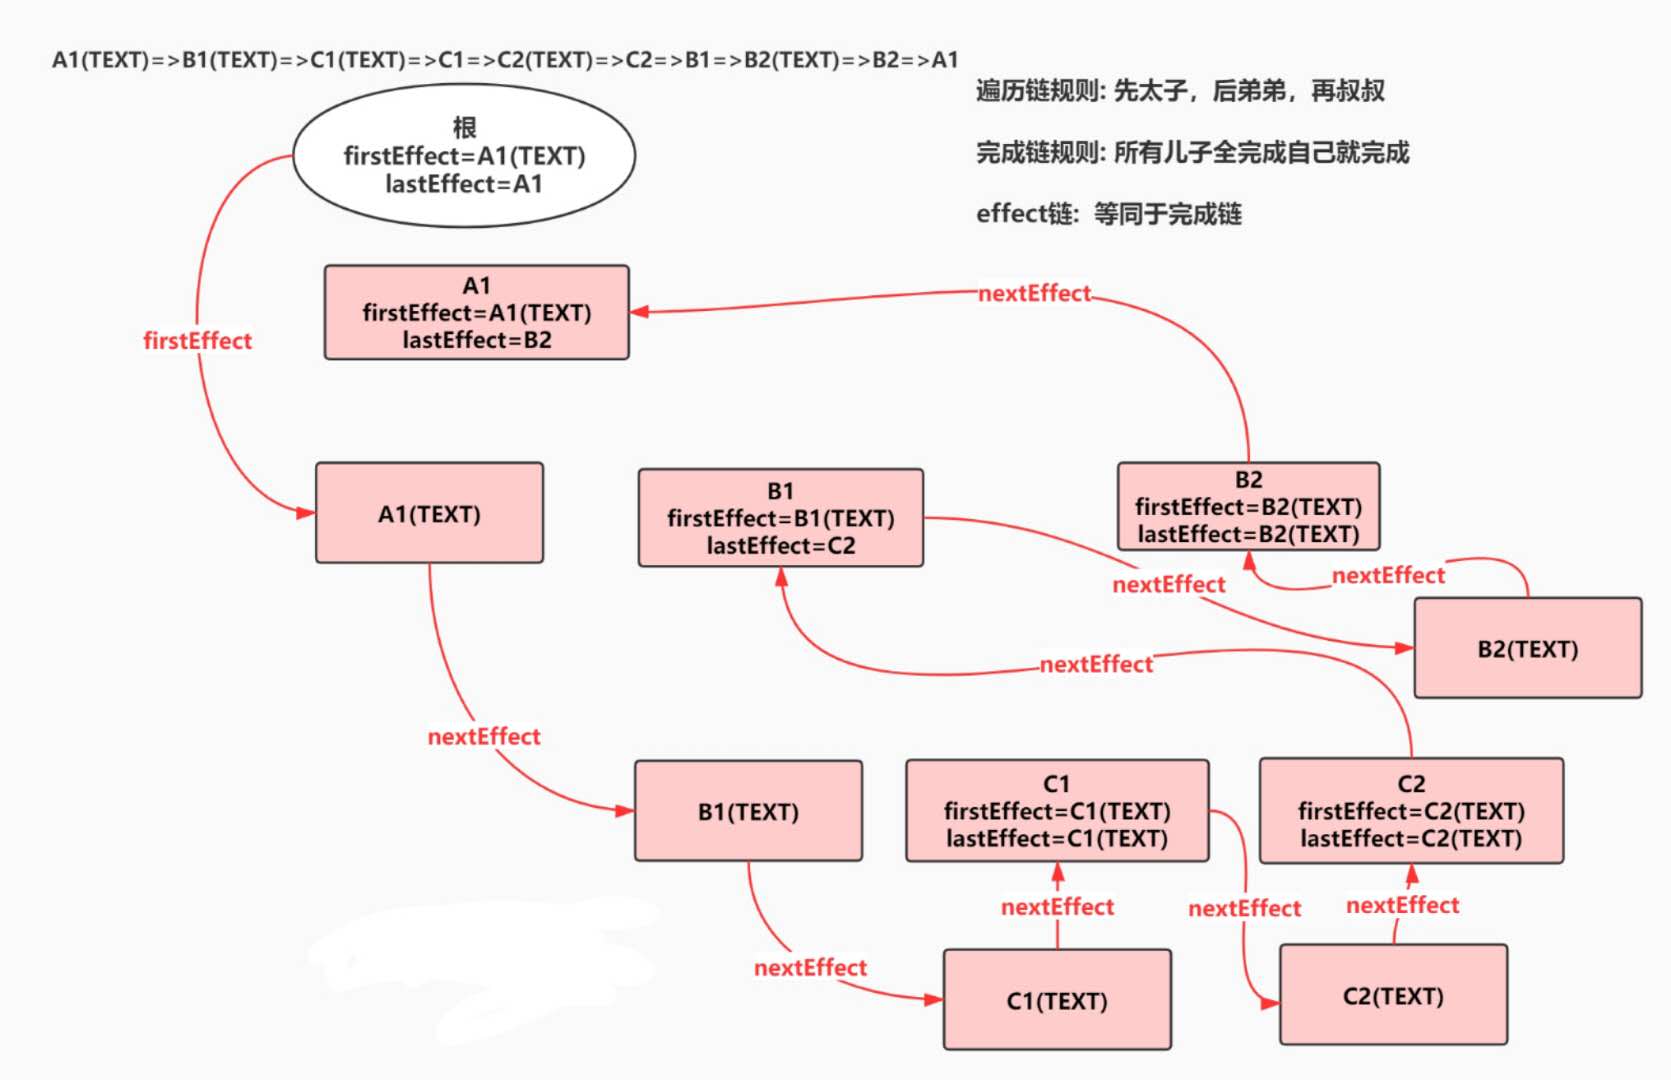 A1(TEXT)=>B1(TEXT)=>C1(TEXT)=>C1=>C2(TEXT)=>C2=>B1=>B2(TEXT)=>B2=>A1
遍历链规则: 先太子，后弟弟，再叔叔
完成链规则: 所有儿子全完成自己就完成
effect链: 等同于完成链
根
firstEffect=A1(TEXT)
lastEffect=A1
A1
firstEffect=A1(TEXT)
lastEffect=B2
nextEffect
firstEffect
A1(TEXT)
B1
firstEffect=B1(TEXT)
lastEffect=C2
B2
firstEffect=B2(TEXT)
lastEffect=B2(TEXT)
nextEffect
nextEffect
B2(TEXT)
nextEffect
nextEffect
B1(TEXT)
C1
firstEffect=C1(TEXT)
lastEffect=C1(TEXT)
C2
firstEffect=C2(TEXT)
lastEffect=C2(TEXT)
nextEffect
nextEffect
nextEffect
nextEffect
C1(TEXT)
C2(TEXT)